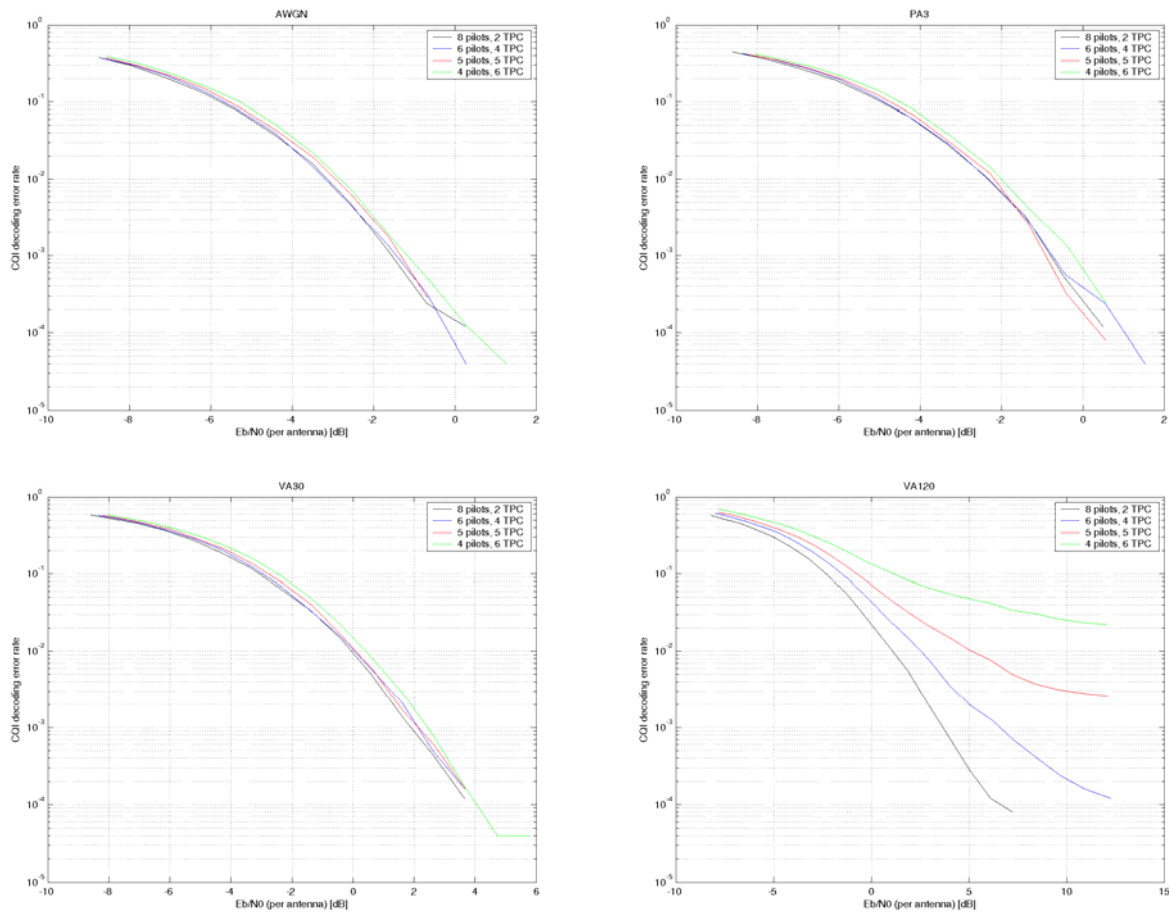 AWGN
10^0
10^-1
10^-2
10^-3
10^-4
10^-5
CQI decoding error rate
8 pilots, 2 TPC
6 pilots, 4 TPC
5 pilots, 5 TPC
4 pilots, 6 TPC
-10 -8 -6 -4 -2 0 2
Eb/N0 (per antenna) [dB]
PA3
10^0
10^-1
10^-2
10^-3
10^-4
10^-5
CQI decoding error rate
8 pilots, 2 TPC
6 pilots, 4 TPC
5 pilots, 5 TPC
4 pilots, 6 TPC
-10 -8 -6 -4 -2 0 2
Eb/N0 (per antenna) [dB]
VA30
10^0
10^-1
10^-2
10^-3
10^-4
10^-5
CQI decoding error rate
8 pilots, 2 TPC
6 pilots, 4 TPC
5 pilots, 5 TPC
4 pilots, 6 TPC
-10 -8 -6 -4 -2 0 2 4 6
Eb/N0 (per antenna) [dB]
VA120
10^0
10^-1
10^-2
10^-3
10^-4
10^-5
CQI decoding error rate
8 pilots, 2 TPC
6 pilots, 4 TPC
5 pilots, 5 TPC
4 pilots, 6 TPC
-10 -5 0 5 10 15
Eb/N0 (per antenna) [dB]